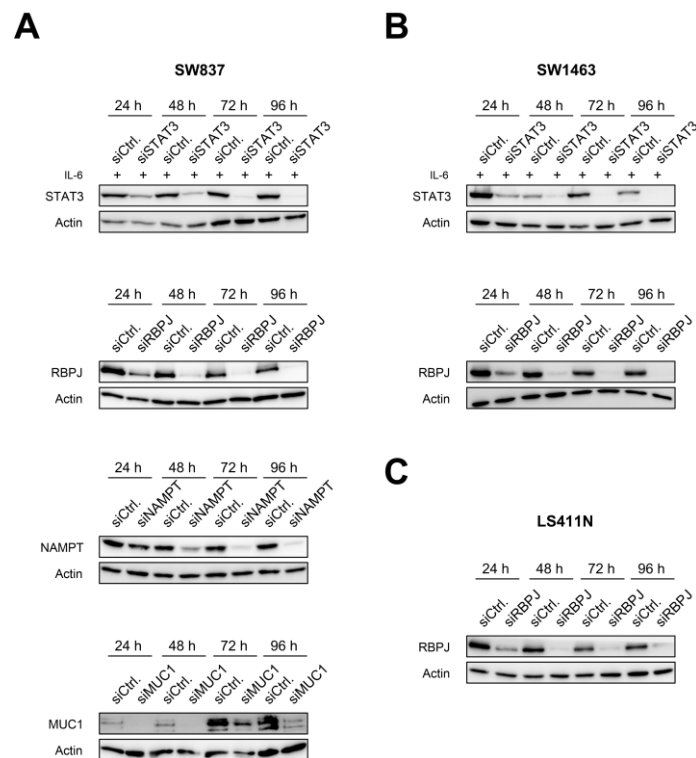 A
SW837
24 h 48 h 72 h 96 h
siCtrl. siSTAT3 siCtrl. siSTAT3 siCtrl. siSTAT3 siCtrl. siSTAT3
IL-6 + + + + + + + +
STAT3
Actin
24 h 48 h 72 h 96 h
siCtrl. siRBPJ siCtrl. siRBPJ siCtrl. siRBPJ siCtrl. siRBPJ
RBPJ
Actin
24 h 48 h 72 h 96 h
siCtrl. siNAMPT siCtrl. siNAMPT siCtrl. siNAMPT siCtrl. siNAMPT
NAMPT
Actin
24 h 48 h 72 h 96 h
siCtrl. siMUC1 siCtrl. siMUC1 siCtrl. siMUC1 siCtrl. siMUC1
MUC1
Actin
B
SW1463
24 h 48 h 72 h 96 h
siCtrl. siSTAT3 siCtrl. siSTAT3 siCtrl. siSTAT3 siCtrl. siSTAT3
IL-6 + + + + + + + +
STAT3
Actin
24 h 48 h 72 h 96 h
siCtrl. siRBPJ siCtrl. siRBPJ siCtrl. siRBPJ siCtrl. siRBPJ
RBPJ
Actin
C
LS411N
24 h 48 h 72 h 96 h
siCtrl. siRBPJ siCtrl. siRBPJ siCtrl. siRBPJ siCtrl. siRBPJ
RBPJ
Actin